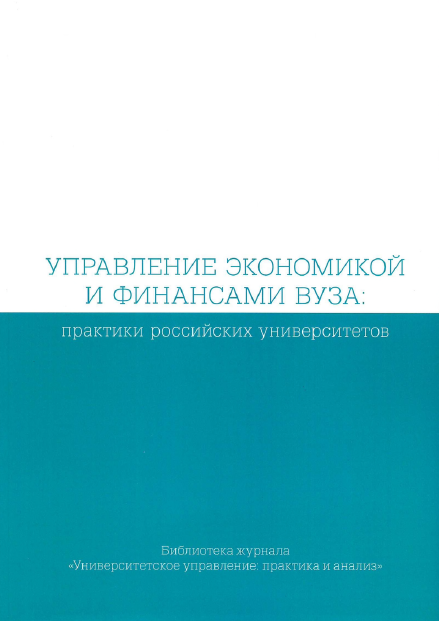 УПРАВЛЕНИЕ ЭКОНОМИКОЙ
И ФИНАНСАМИ ВУЗА:
практики российских университетов
Библиотека журнала
«Университетское управление: практика и анализ»